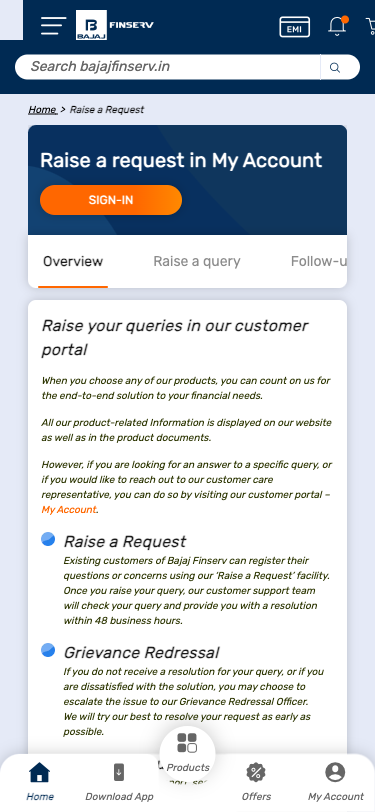 BAJAJ
FINSERV
EMI
Search bajajfinserv.in
Home > Raise a Request
Raise a request in My Account
SIGN-IN
Overview Raise a query Follow-u
Raise your queries in our customer
portal
When you choose any of our products, you can count on us for
the end-to-end solution to your financial needs.
All our product-related Information is displayed on our website
as well as in the product documents.
However, if you are looking for an answer to a specific query, or
if you would like to reach out to our customer care
representative, you can do so by visiting our customer portal –
My Account.
Raise a Request
Existing customers of Bajaj Finserv can register their
questions or concerns using our 'Raise a Request' facility.
Once you raise your query, our customer support team
will check your query and provide you with a resolution
within 48 business hours.
Grievance Redressal
If you do not receive a resolution for your query, or if you
are dissatisfied with the solution, you may choose to
escalate the issue to our Grievance Redressal Officer.
We will try our best to resolve your request as early as
possible.
Home Download App Products Offers My Account